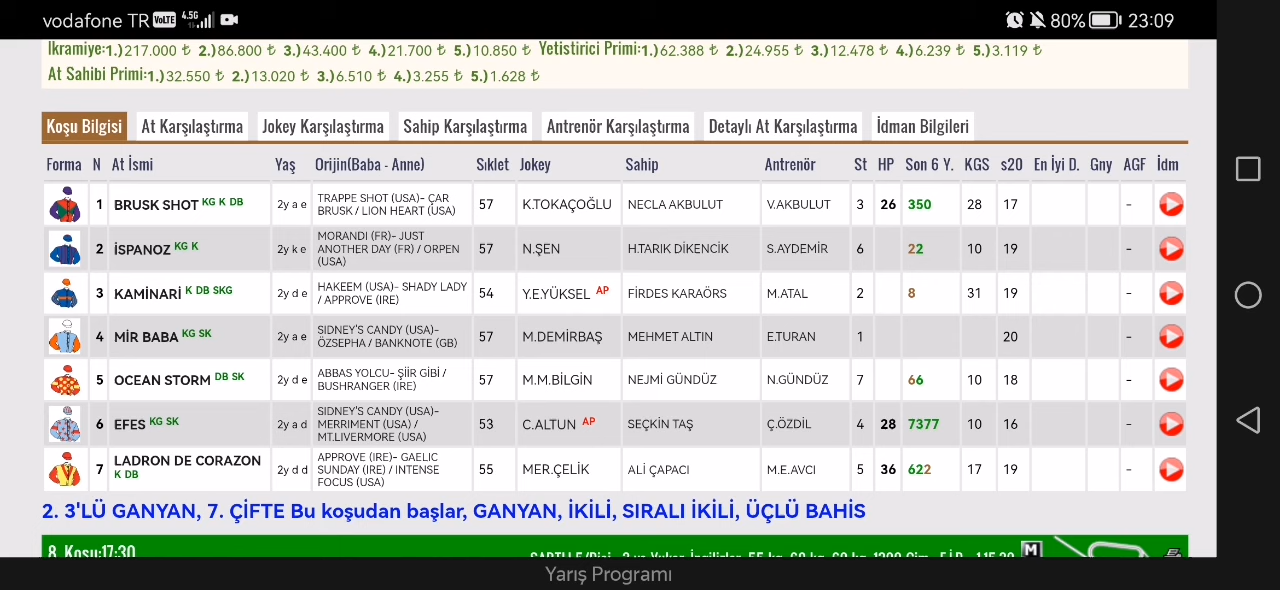 vodafone TR VoLTE 4.5G 80% 23:09
İkramiye:1.)217.000 ₺ 2.)86.800 ₺ 3.)43.400 ₺ 4.)21.700 ₺ 5.)10.850 ₺ Yetistirici Primi:1.)62.388 ₺ 2.)24.955 ₺ 3.)12.478 ₺ 4.)6.239 ₺ 5.)3.119 ₺
At Sahibi Primi:1.)32.550 ₺ 2.)13.020 ₺ 3.)6.510 ₺ 4.)3.255 ₺ 5.)1.628 ₺
Koşu Bilgisi At Karşılaştırma Jokey Karşılaştırma Sahip Karşılaştırma Antrenör Karşılaştırma Detaylı At Karşılaştırma İdman Bilgileri
Forma N At İsmi Yaş Orijin(Baba - Anne) Sıklet Jokey Sahip Antrenör St HP Son 6 Y. KGS s20 En İyi D. Gny AGF İdm
1 BRUSK SHOT KG K DB 2y a e TRAPPE SHOT (USA)- ÇAR
BRUSK / LION HEART (USA) 57 K.TOKAÇOĞLU NECLA AKBULUT V.AKBULUT 3 26 350 28 17 -
2 İSPANOZ KG K 2y k e MORANDI (FR)- JUST
ANOTHER DAY (FR) / ORPEN
(USA) 57 N.ŞEN H.TARIK DİKENCİK S.AYDEMİR 6 22 10 19 -
3 KAMİNARİ K DB SKG 2y d e HAKEEM (USA)- SHADY LADY
/ APPROVE (IRE) 54 Y.E.YÜKSEL AP FİRDES KARAÖRS M.ATAL 2 8 31 19 -
4 MİR BABA KG SK 2y a e SIDNEY'S CANDY (USA)-
ÖZSEPHA / BANKNOTE (GB) 57 M.DEMİRBAŞ MEHMET ALTIN E.TURAN 1 20 -
5 OCEAN STORM DB SK 2y d e ABBAS YOLCU- ŞİİR GİBİ /
BUSHRANGER (IRE) 57 M.M.BİLGİN NEJMİ GÜNDÜZ N.GÜNDÜZ 7 66 10 18 -
6 EFES KG SK 2y a d SIDNEY'S CANDY (USA)-
MERRIMENT (USA) /
MT.LIVERMORE (USA) 53 C.ALTUN AP SEÇKİN TAŞ Ç.ÖZDİL 4 28 7377 10 16 -
7 LADRON DE CORAZON
K DB 2y d d APPROVE (IRE)- GAELIC
SUNDAY (IRE) / INTENSE
FOCUS (USA) 55 MER.ÇELİK ALİ ÇAPACI M.E.AVCI 5 36 622 17 19 -
2. 3'LÜ GANYAN, 7. ÇİFTE Bu koşudan başlar, GANYAN, İKİLİ, SIRALI İKİLİ, ÜÇLÜ BAHİS
8. Koşu:17:30 M
Yarış Programı